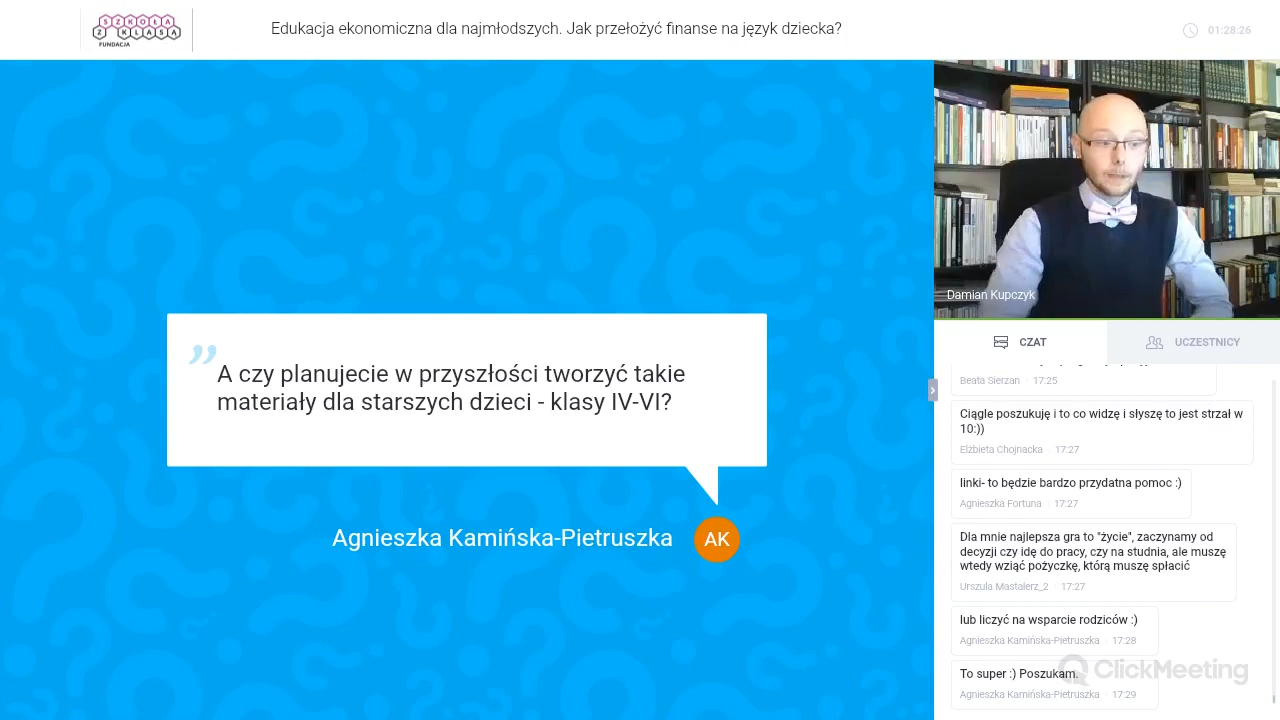 SZKOŁA
Z KLASĄ
FUNDACJA
Edukacja ekonomiczna dla najmłodszych. Jak przełożyć finanse na język dziecka?
01:28:26
A czy planujecie w przyszłości tworzyć takie
materiały dla starszych dzieci - klasy IV-VI?
Agnieszka Kamińska-Pietruszka
AK
Damian Kupczyk
CZAT
UCZESTNICY
Beata Sierzan · 17:25
Ciągle poszukuję i to co widzę i słyszę to jest strzał w
10:))
Elżbieta Chojnacka · 17:27
linki- to będzie bardzo przydatna pomoc :)
Agnieszka Fortuna · 17:27
Dla mnie najlepsza gra to "życie", zaczynamy od
decyzji czy idę do pracy, czy na studnia, ale muszę
wtedy wziąć pożyczkę, którą muszę spłacić
Urszula Mastalerz_2 · 17:27
lub liczyć na wsparcie rodziców :)
Agnieszka Kamińska-Pietruszka · 17:28
To super :) Poszukam.
Agnieszka Kamińska-Pietruszka · 17:29
ClickMeeting